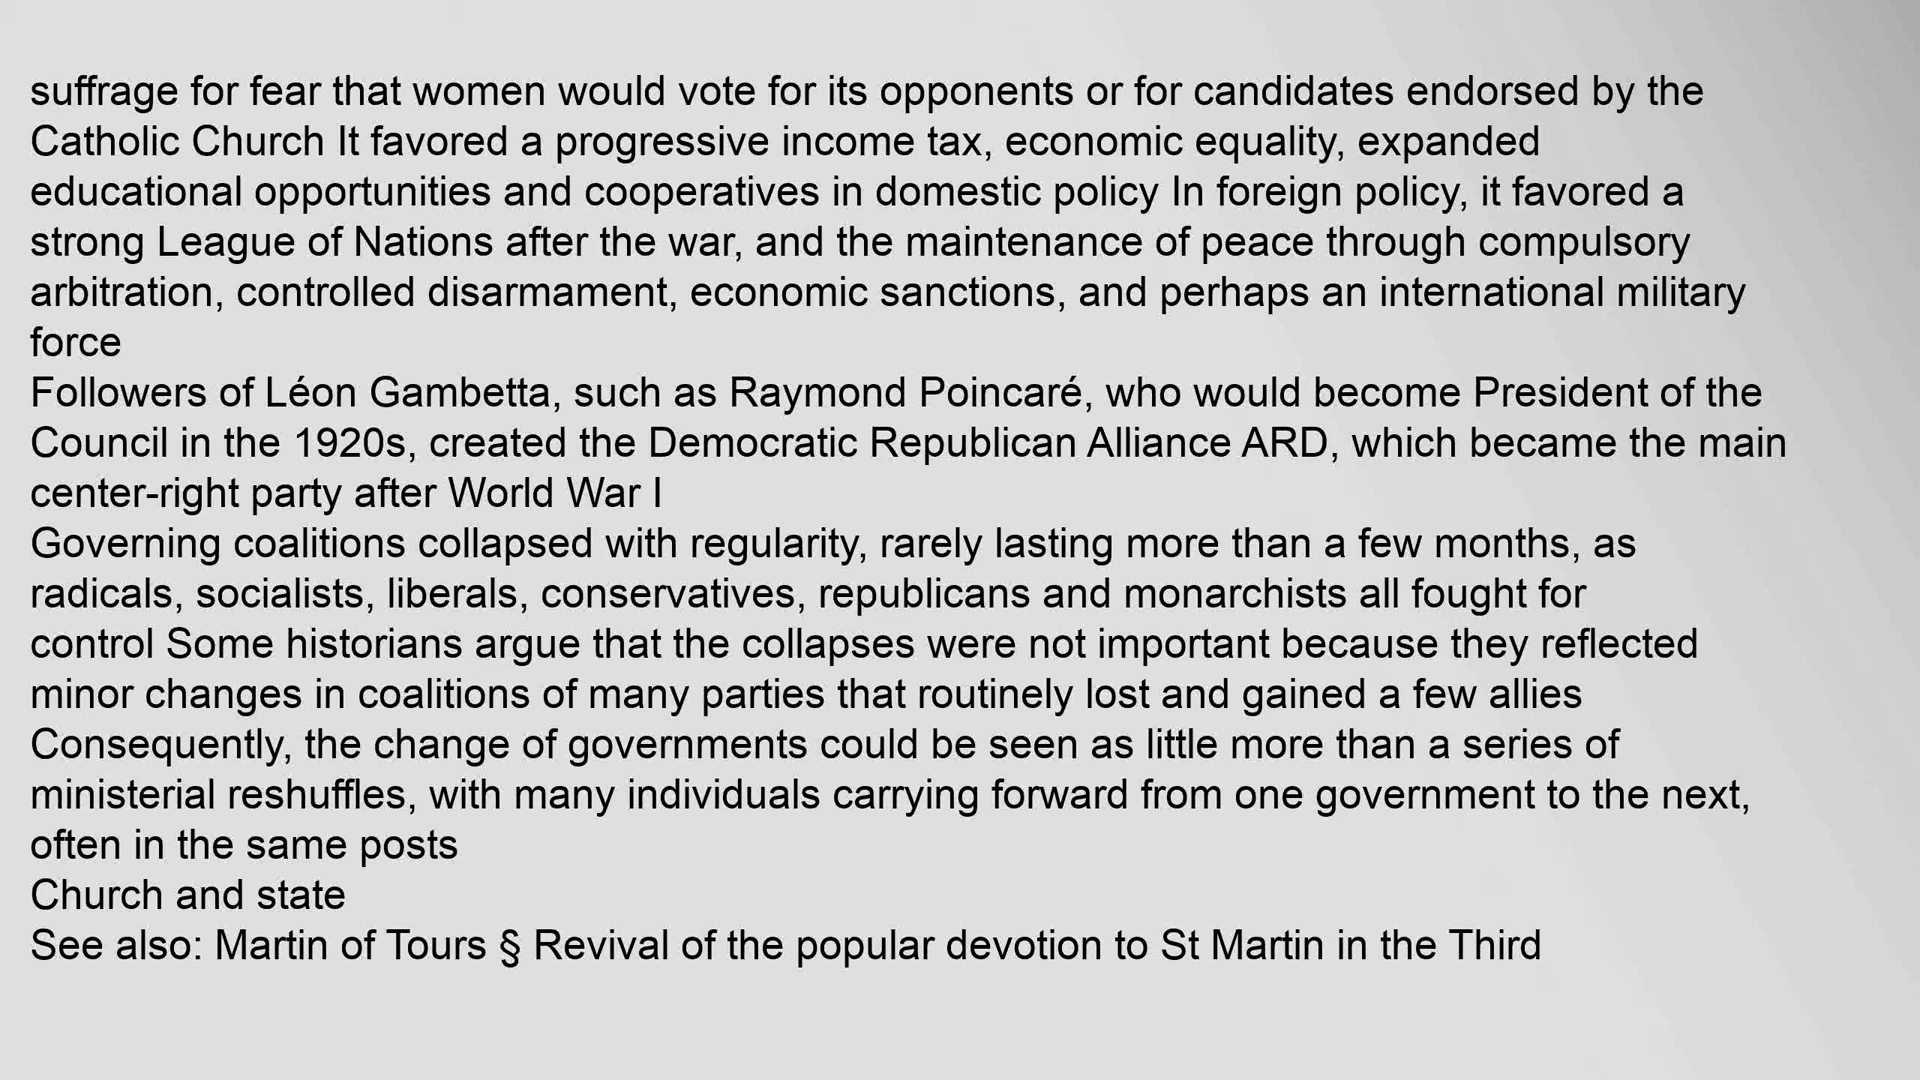 suffrage for fear that women would vote for its opponents or for candidates endorsed by the
Catholic Church It favored a progressive income tax, economic equality, expanded
educational opportunities and cooperatives in domestic policy In foreign policy, it favored a
strong League of Nations after the war, and the maintenance of peace through compulsory
arbitration, controlled disarmament, economic sanctions, and perhaps an international military
force
Followers of Léon Gambetta, such as Raymond Poincaré, who would become President of the
Council in the 1920s, created the Democratic Republican Alliance ARD, which became the main
center-right party after World War I
Governing coalitions collapsed with regularity, rarely lasting more than a few months, as
radicals, socialists, liberals, conservatives, republicans and monarchists all fought for
control Some historians argue that the collapses were not important because they reflected
minor changes in coalitions of many parties that routinely lost and gained a few allies
Consequently, the change of governments could be seen as little more than a series of
ministerial reshuffles, with many individuals carrying forward from one government to the next,
often in the same posts
Church and state
See also: Martin of Tours § Revival of the popular devotion to St Martin in the Third